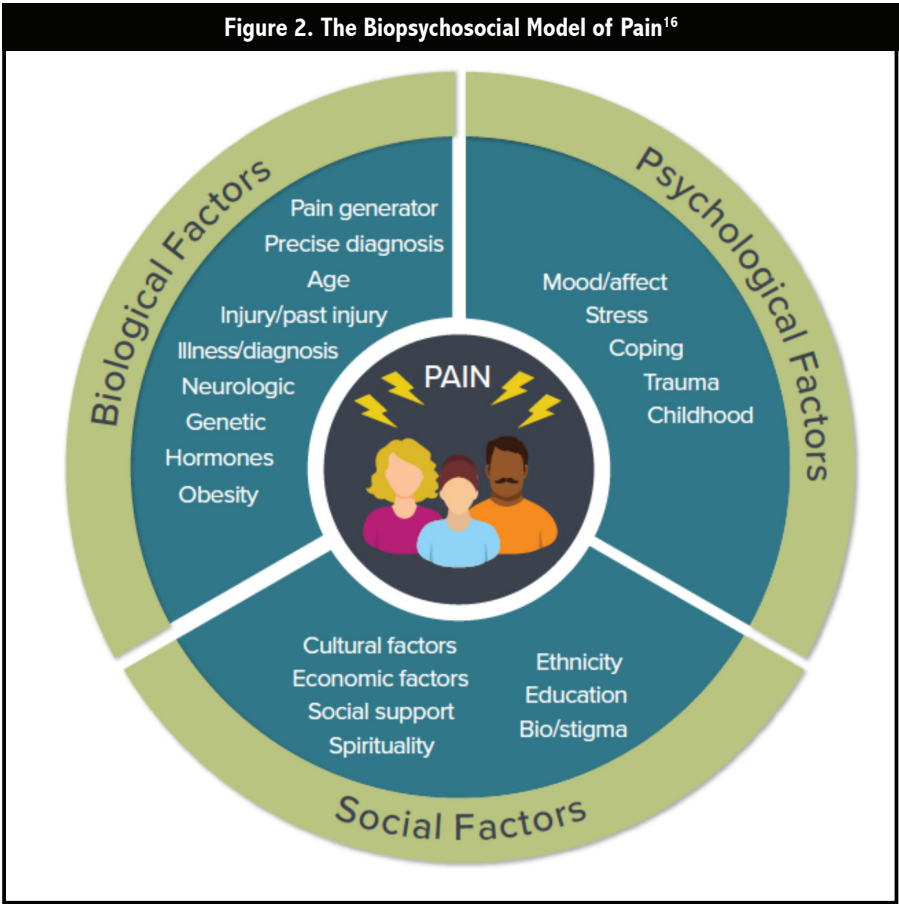 Figure 2. The Biopsychosocial Model of Pain16
Biological Factors
Pain generator
Precise diagnosis
Age
Injury/past injury
Illness/diagnosis
Neurologic
Genetic
Hormones
Obesity
Psychological Factors
Mood/affect
Stress
Coping
Trauma
Childhood
PAIN
Cultural factors
Economic factors
Social support
Spirituality
Ethnicity
Education
Bio/stigma
Social Factors